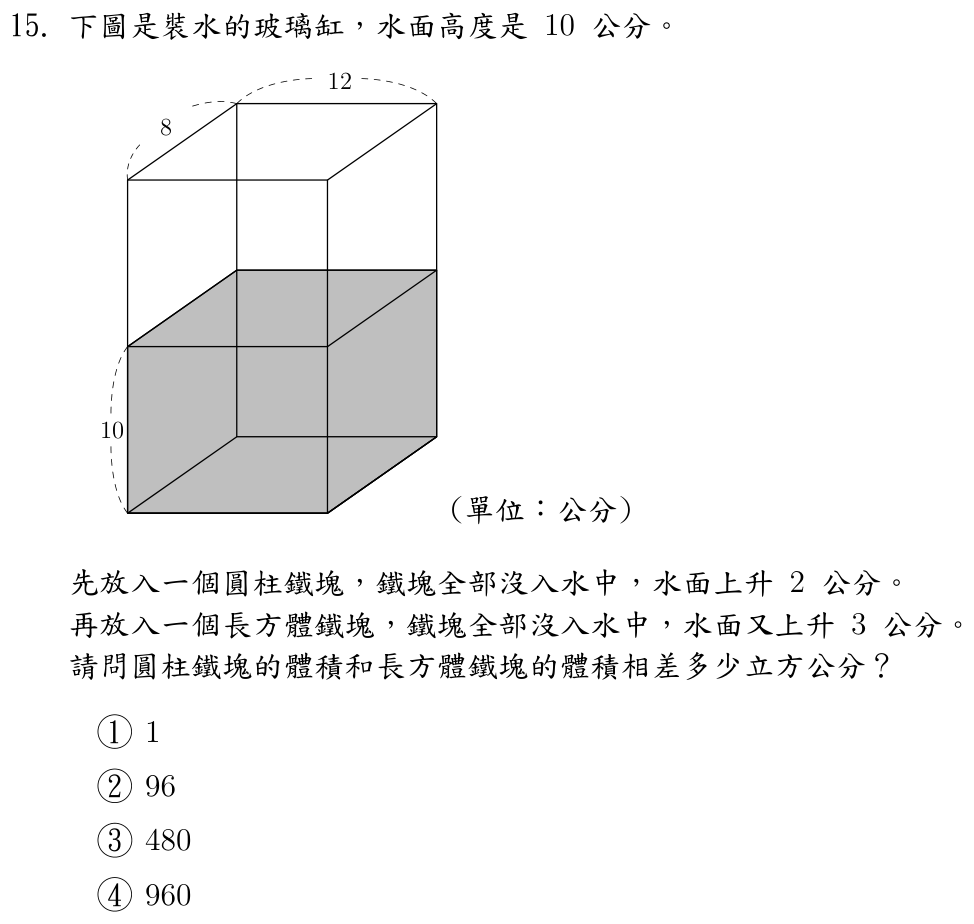 15. 下圖是裝水的玻璃缸，水面高度是 10 公分。
12
8
10
（單位：公分）
先放入一個圓柱鐵塊，鐵塊全部沒入水中，水面上升 2 公分。
再放入一個長方體鐵塊，鐵塊全部沒入水中，水面又上升 3 公分。
請問圓柱鐵塊的體積和長方體鐵塊的體積相差多少立方公分？
① 1
② 96
③ 480
④ 960